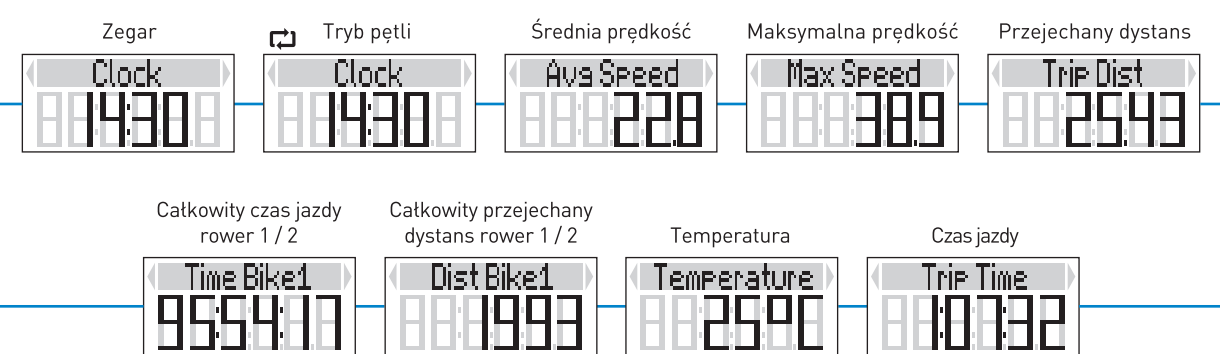 Zegar
Tryb pętli
Średnia prędkość
Maksymalna prędkość
Przejechany dystans
Clock
14:30
Clock
14:30
Avg Speed
22.8
Max Speed
38.9
Trip Dist
25.43
Całkowity czas jazdy
rower 1 / 2
Całkowity przejechany
dystans rower 1 / 2
Temperatura
Czas jazdy
Time Bike1
95:54:17
Dist Bike1
1993
Temperature
25°C
Trip Time
1:07:32